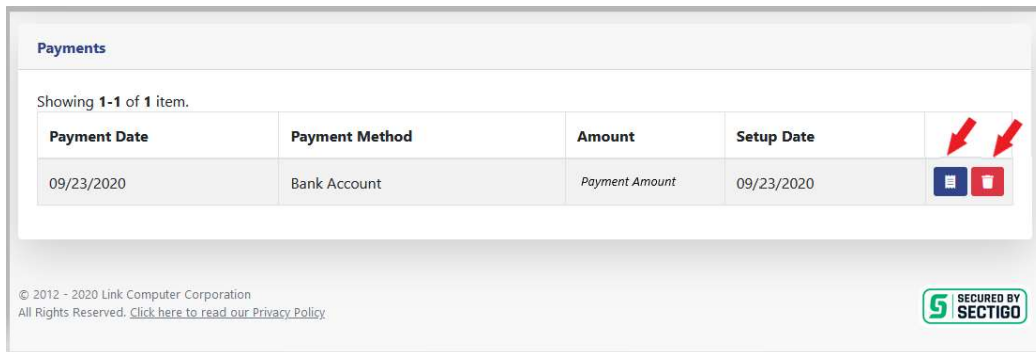 Payments
Showing 1-1 of 1 item.
Payment Date Payment Method Amount Setup Date
09/23/2020 Bank Account Payment Amount 09/23/2020
© 2012 - 2020 Link Computer Corporation
All Rights Reserved. Click here to read our Privacy Policy
S SECURED BY
SECTIGO